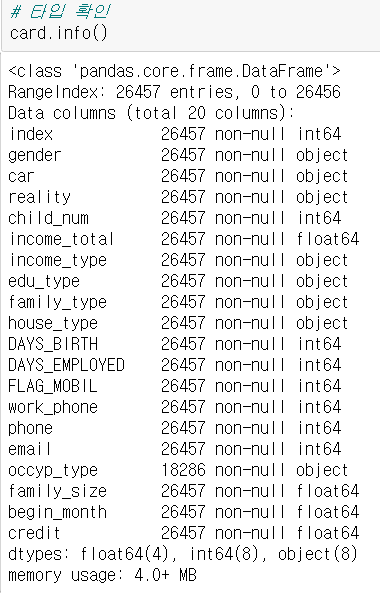 # 타입 확인
card.info()
<class 'pandas.core.frame.DataFrame'>
RangeIndex: 26457 entries, 0 to 26456
Data columns (total 20 columns):
index 26457 non-null int64
gender 26457 non-null object
car 26457 non-null object
reality 26457 non-null object
child_num 26457 non-null int64
income_total 26457 non-null float64
income_type 26457 non-null object
edu_type 26457 non-null object
family_type 26457 non-null object
house_type 26457 non-null object
DAYS_BIRTH 26457 non-null int64
DAYS_EMPLOYED 26457 non-null int64
FLAG_MOBIL 26457 non-null int64
work_phone 26457 non-null int64
phone 26457 non-null int64
email 26457 non-null int64
occyp_type 18286 non-null object
family_size 26457 non-null float64
begin_month 26457 non-null float64
credit 26457 non-null float64
dtypes: float64(4), int64(8), object(8)
memory usage: 4.0+ MB